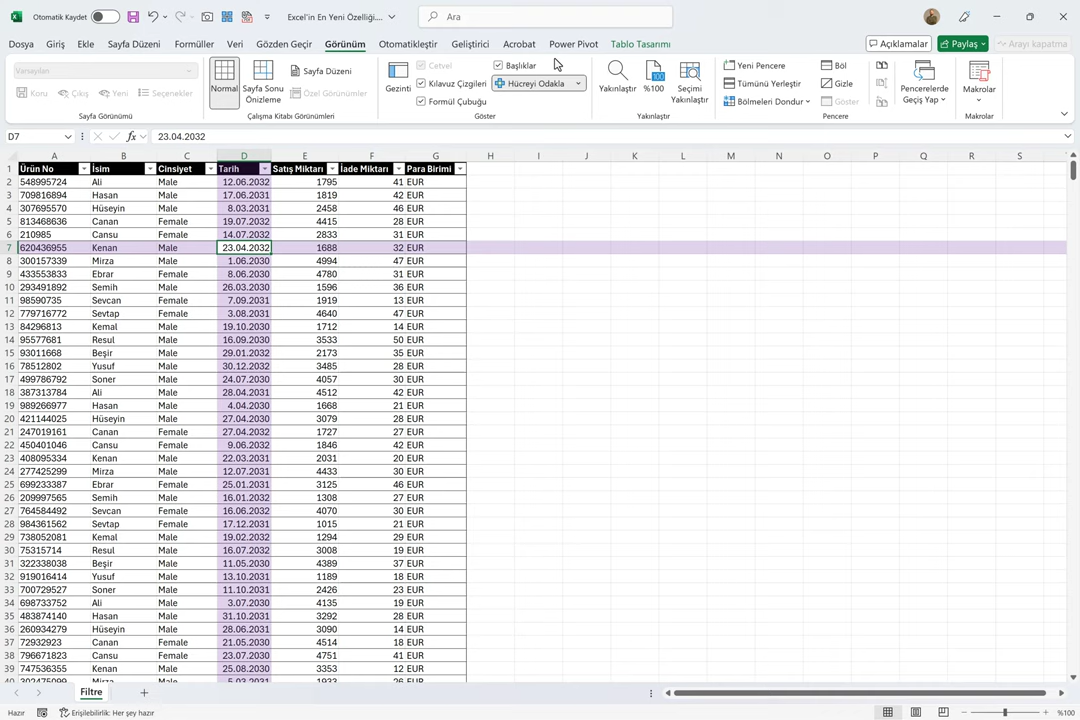 Otomatik Kaydet Excel'in En Yeni Özelliği.... Ara
Dosya Giriş Ekle Sayfa Düzeni Formüller Veri Gözden Geçir Görünüm Otomatikleştir Geliştirici Acrobat Power Pivot Tablo Tasarımı Açıklamalar Paylaş Arayı kapatma
Varsayılan
Koru Çıkış Yeni Seçenekler
Sayfa Görünümü
Normal Sayfa Sonu Önizleme Sayfa Düzeni Özel Görünümler
Çalışma Kitabı Görünümleri
Gezinti Cetvel Başlıklar
Kılavuz Çizgileri Hücreyi Odakla
Formül Çubuğu
Göster
Yakınlaştır %100 Seçimi Yakınlaştır
Yakınlaştır
Yeni Pencere Böl
Tümünü Yerleştir Gizle
Bölmeleri Dondur Göster
Pencerelerde Geçiş Yap
Pencere
Makrolar
Makrolar
D7 fx 23.04.2032
A B C D E F G H I J K L M N O P Q R S
1 Ürün No İsim Cinsiyet Tarih Satış Miktarı İade Miktarı Para Birimi
2 548995724 Ali Male 12.06.2032 1795 41 EUR
3 709816894 Hasan Male 17.06.2031 1819 42 EUR
4 307695570 Hüseyin Male 8.03.2031 2458 46 EUR
5 813468636 Canan Female 19.07.2032 4415 28 EUR
6 210985 Cansu Female 14.07.2032 2833 31 EUR
7 620436955 Kenan Male 23.04.2032 1688 32 EUR
8 300157339 Mirza Male 1.06.2030 4994 47 EUR
9 433553833 Ebrar Female 8.06.2030 4780 31 EUR
10 293491892 Semih Male 26.03.2030 1596 36 EUR
11 98590735 Sevcan Female 7.09.2031 1919 13 EUR
12 779716772 Sevtap Female 3.08.2031 4640 47 EUR
13 84296813 Kemal Male 19.10.2030 1712 14 EUR
14 95577681 Resul Male 16.09.2030 3533 50 EUR
15 93011668 Beşir Male 29.01.2032 2173 35 EUR
16 78512802 Yusuf Male 30.12.2032 3485 28 EUR
17 499786792 Soner Male 24.07.2030 4057 30 EUR
18 387313784 Ali Male 28.04.2031 4512 42 EUR
19 989266977 Hasan Male 4.04.2030 1668 21 EUR
20 421144025 Hüseyin Male 27.04.2030 3079 28 EUR
21 247019161 Canan Female 27.04.2032 1727 27 EUR
22 450401046 Cansu Female 9.06.2032 1846 42 EUR
23 408095334 Kenan Male 22.03.2031 2031 20 EUR
24 277425299 Mirza Male 12.07.2031 4433 30 EUR
25 699233387 Ebrar Female 25.01.2031 3125 46 EUR
26 209997565 Semih Male 16.01.2032 1308 27 EUR
27 764584492 Sevcan Female 16.06.2032 4070 30 EUR
28 984361562 Sevtap Female 17.12.2031 1015 21 EUR
29 738052081 Kemal Male 19.02.2032 1294 29 EUR
30 75315714 Resul Male 16.07.2032 3008 19 EUR
31 322338038 Beşir Male 11.05.2030 4389 37 EUR
32 919016414 Yusuf Male 13.10.2031 1189 18 EUR
33 700729527 Soner Male 11.10.2031 2426 23 EUR
34 698733752 Ali Male 3.07.2030 4135 19 EUR
35 483874140 Hasan Male 31.10.2031 3292 28 EUR
36 260934279 Hüseyin Male 28.06.2031 3090 14 EUR
37 72932923 Canan Female 21.05.2030 4514 18 EUR
38 796671823 Cansu Female 23.07.2030 4751 41 EUR
39 747536355 Kenan Male 25.08.2030 3353 12 EUR
40 302475099 Mirza Male 5.03.2031 1933 26 EUR
Filtre
Hazır Erişilebilirlik: Her şey hazır %100